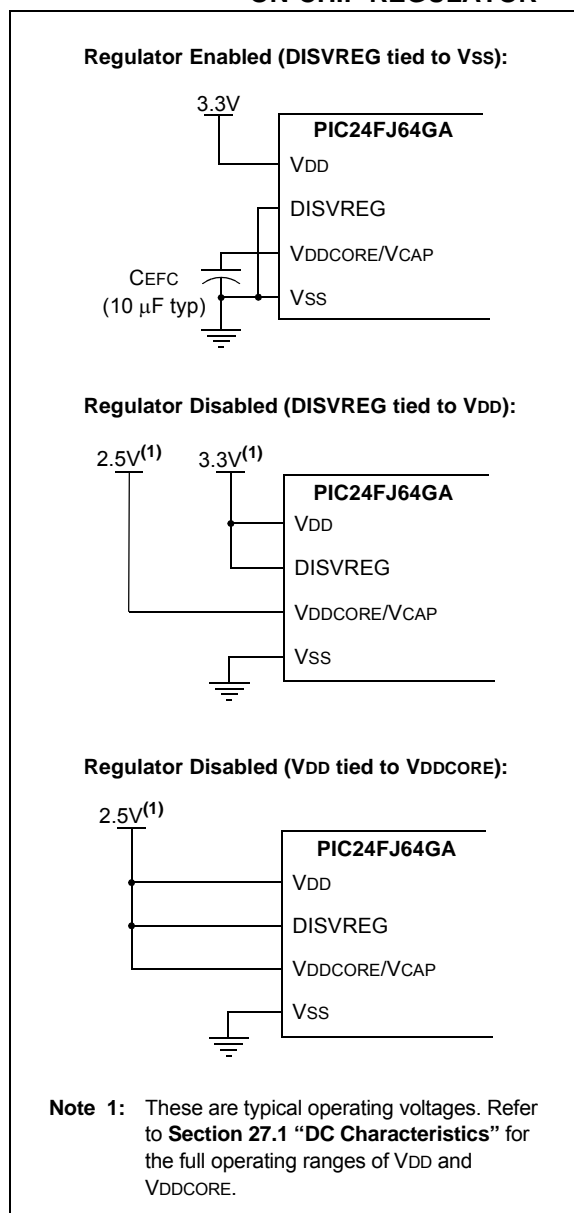 ON-CHIP REGULATOR
Regulator Enabled (DISVREG tied to VSS):
3.3V
PIC24FJ64GA
VDD
DISVREG
VDDCORE/VCAP
CEFC
(10 μF typ)
VSS
Regulator Disabled (DISVREG tied to VDD):
2.5V(1)
3.3V(1)
PIC24FJ64GA
VDD
DISVREG
VDDCORE/VCAP
VSS
Regulator Disabled (VDD tied to VDDCORE):
2.5V(1)
PIC24FJ64GA
VDD
DISVREG
VDDCORE/VCAP
VSS
Note 1: These are typical operating voltages. Refer
to Section 27.1 “DC Characteristics” for
the full operating ranges of VDD and
VDDCORE.